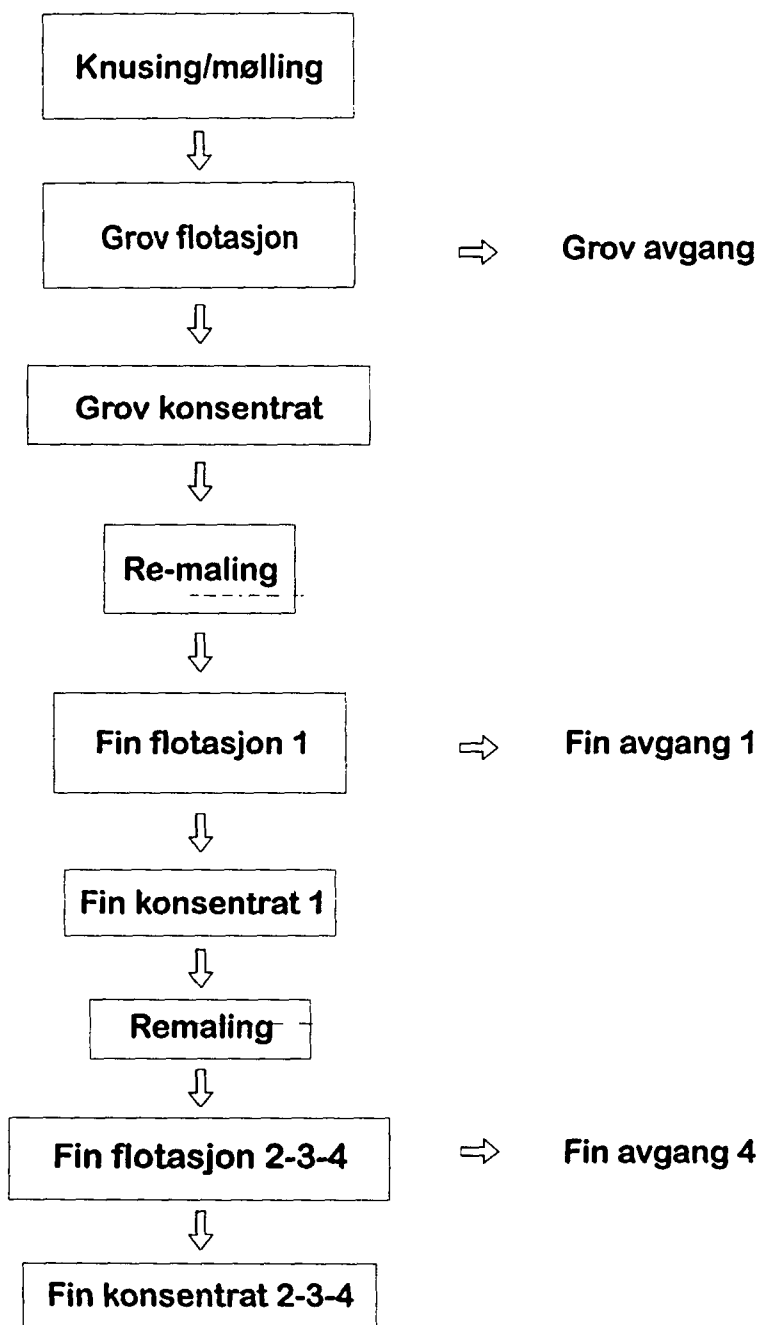 Knusing/mølling
Grov flotasjon
Grov avgang
Grov konsentrat
Re-maling
Fin flotasjon 1
Fin avgang 1
Fin konsentrat 1
Remaling
Fin flotasjon 2-3-4
Fin avgang 4
Fin konsentrat 2-3-4